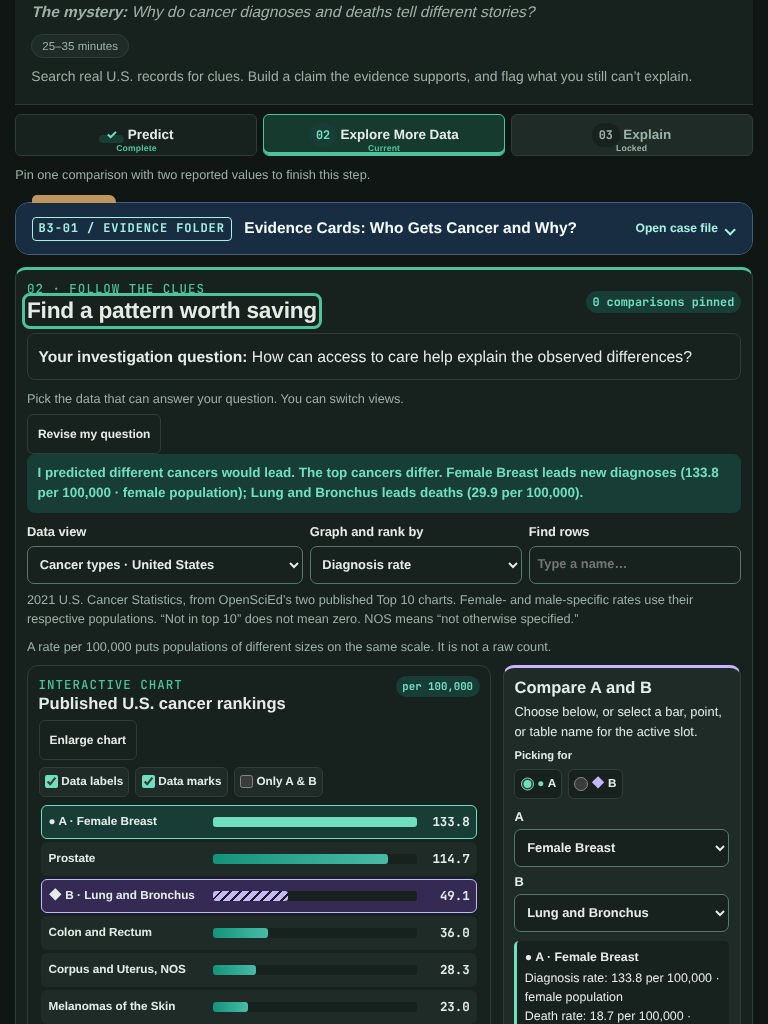 The mystery: Why do cancer diagnoses and deaths tell different stories?
25–35 minutes
Search real U.S. records for clues. Build a claim the evidence supports, and flag what you still can't explain.
Predict
Complete
02 Explore More Data
Current
03 Explain
Locked
Pin one comparison with two reported values to finish this step.
B3-01 / EVIDENCE FOLDER Evidence Cards: Who Gets Cancer and Why? Open case file
02 · FOLLOW THE CLUES
Find a pattern worth saving
0 comparisons pinned
Your investigation question: How can access to care help explain the observed differences?
Pick the data that can answer your question. You can switch views.
Revise my question
I predicted different cancers would lead. The top cancers differ. Female Breast leads new diagnoses (133.8
per 100,000 · female population); Lung and Bronchus leads deaths (29.9 per 100,000).
Data view Graph and rank by Find rows
Cancer types · United States Diagnosis rate Type a name…
2021 U.S. Cancer Statistics, from OpenSciEd's two published Top 10 charts. Female- and male-specific rates use their
respective populations. “Not in top 10” does not mean zero. NOS means “not otherwise specified.”
A rate per 100,000 puts populations of different sizes on the same scale. It is not a raw count.
INTERACTIVE CHART
Published U.S. cancer rankings
per 100,000
Enlarge chart
Data labels Data marks Only A & B
● A · Female Breast 133.8
Prostate 114.7
◆ B · Lung and Bronchus 49.1
Colon and Rectum 36.0
Corpus and Uterus, NOS 28.3
Melanomas of the Skin 23.0
Compare A and B
Choose below, or select a bar, point,
or table name for the active slot.
Picking for
● A ◆ B
A
Female Breast
B
Lung and Bronchus
● A · Female Breast
Diagnosis rate: 133.8 per 100,000 ·
female population
Death rate: 18.7 per 100,000 ·